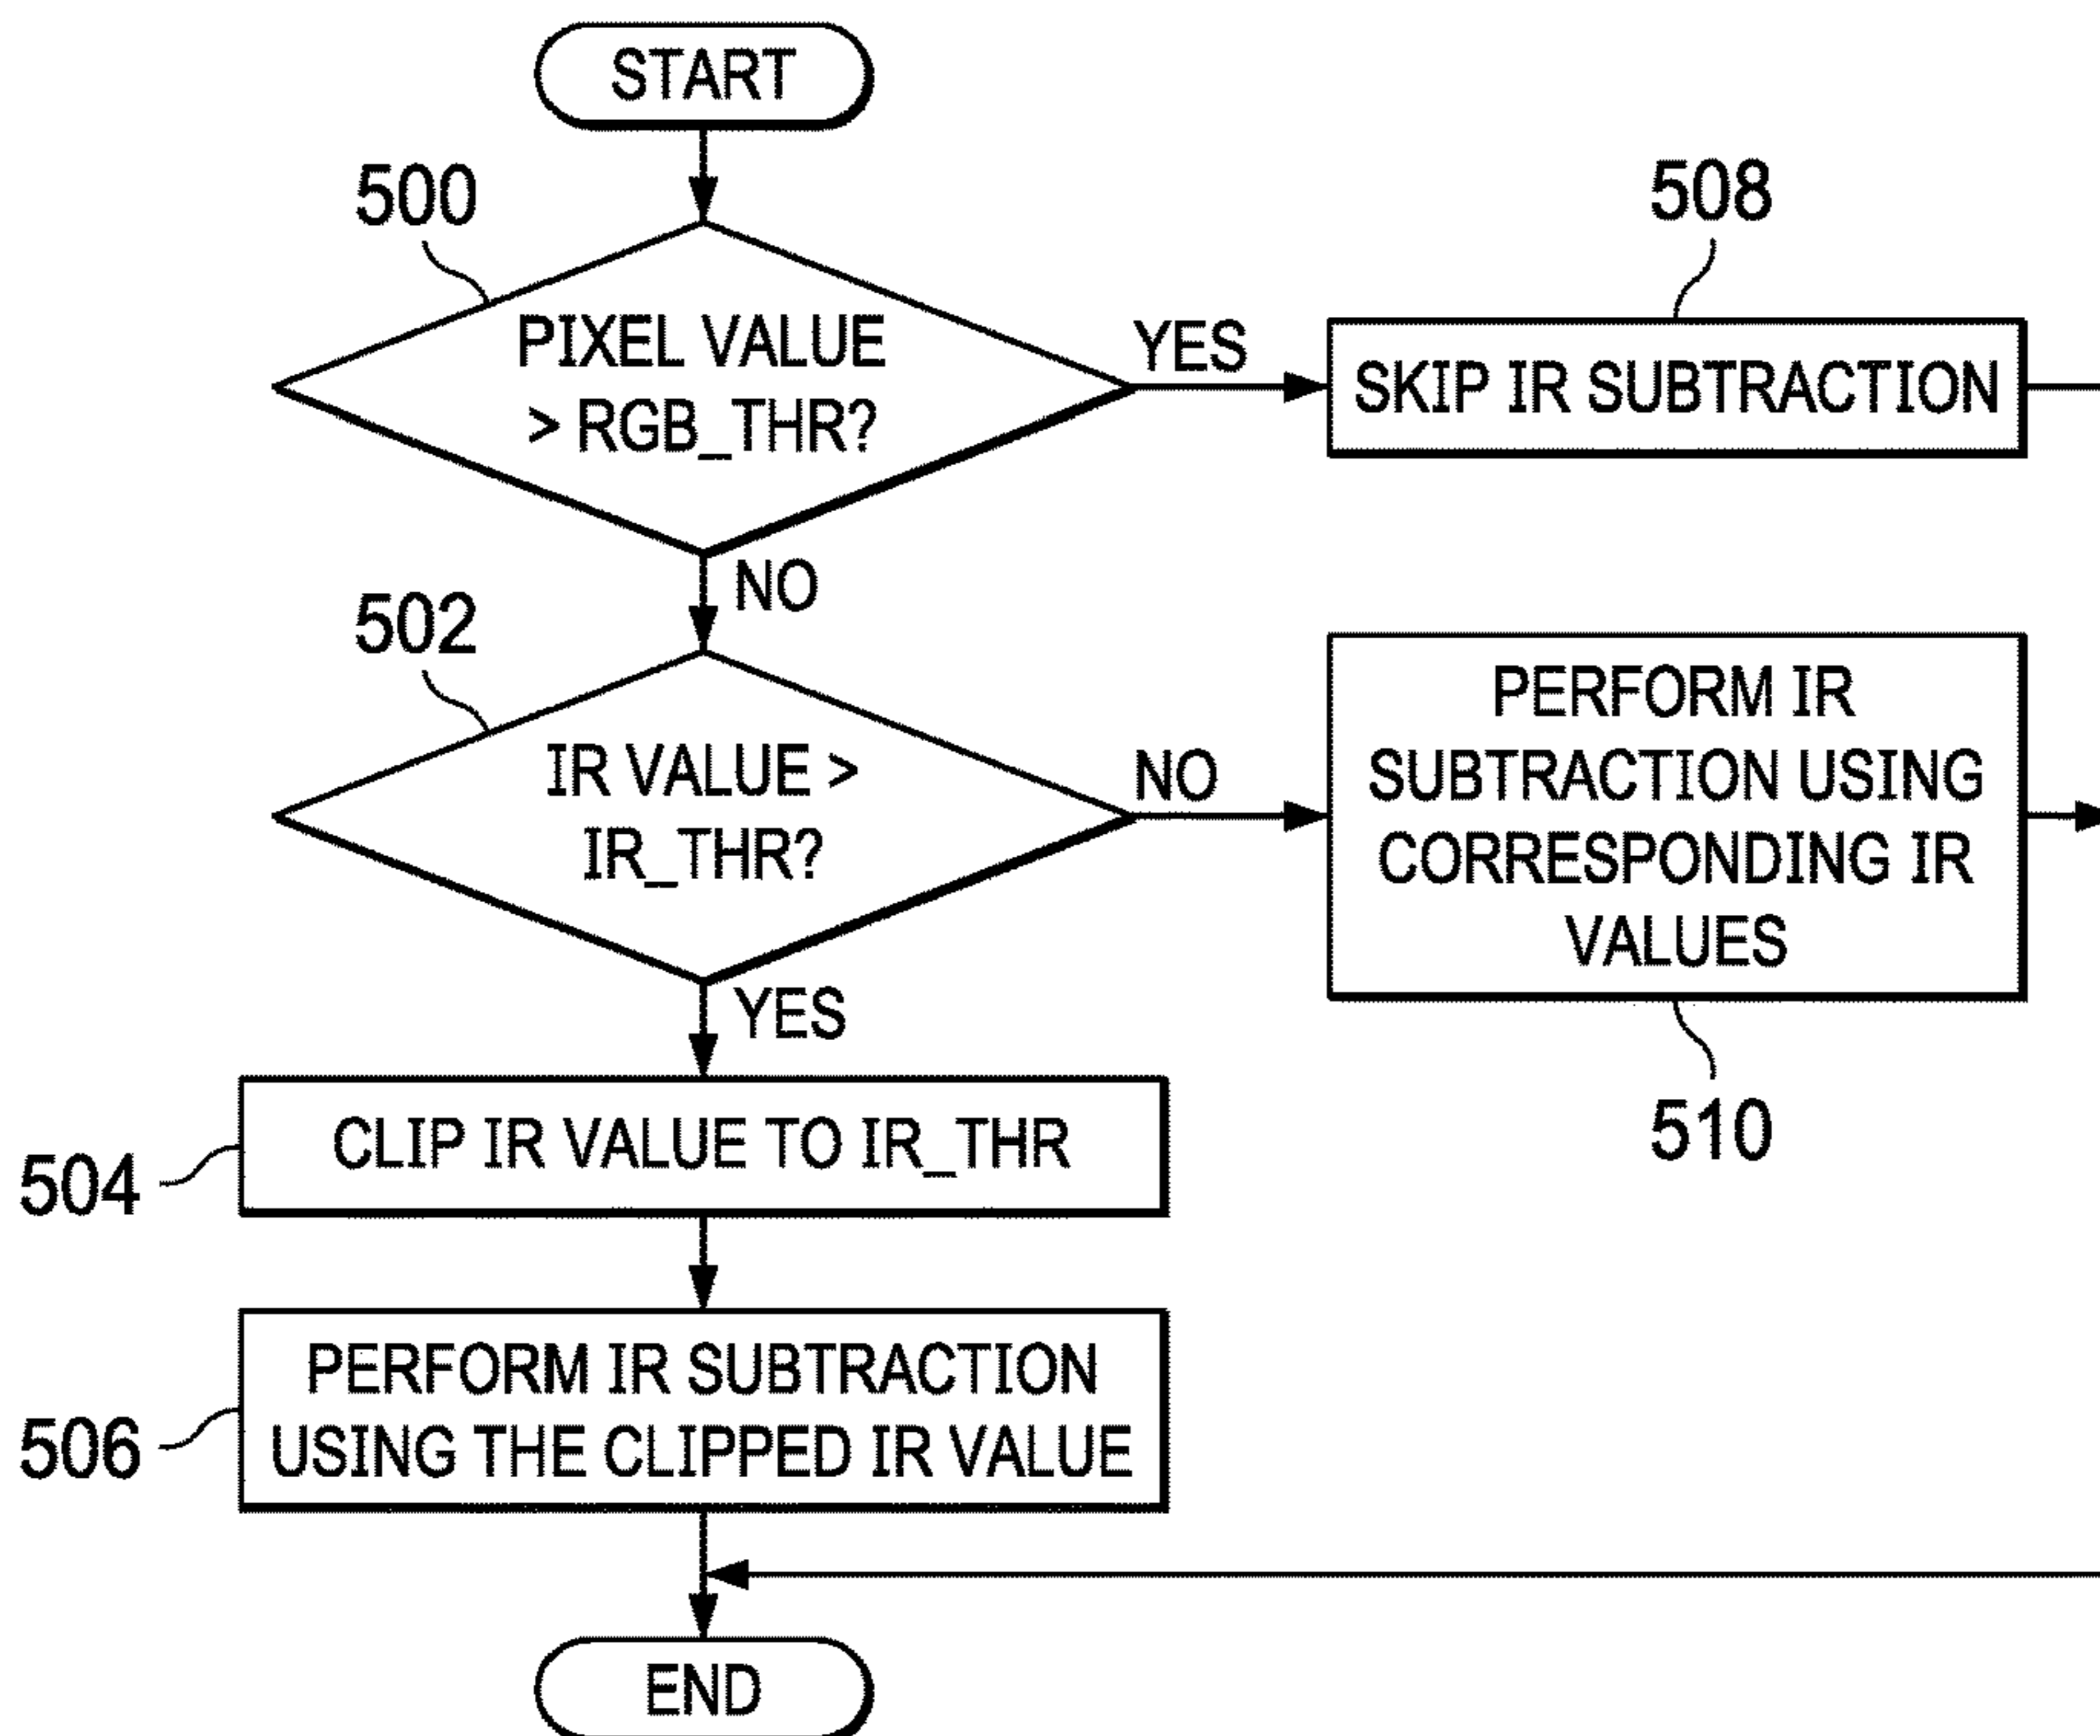 START
500
PIXEL VALUE
> RGB_THR?
YES
508
SKIP IR SUBTRACTION
NO
502
IR VALUE >
IR_THR?
NO
PERFORM IR
SUBTRACTION USING
CORRESPONDING IR
VALUES
510
YES
504
CLIP IR VALUE TO IR_THR
506
PERFORM IR SUBTRACTION
USING THE CLIPPED IR VALUE
END